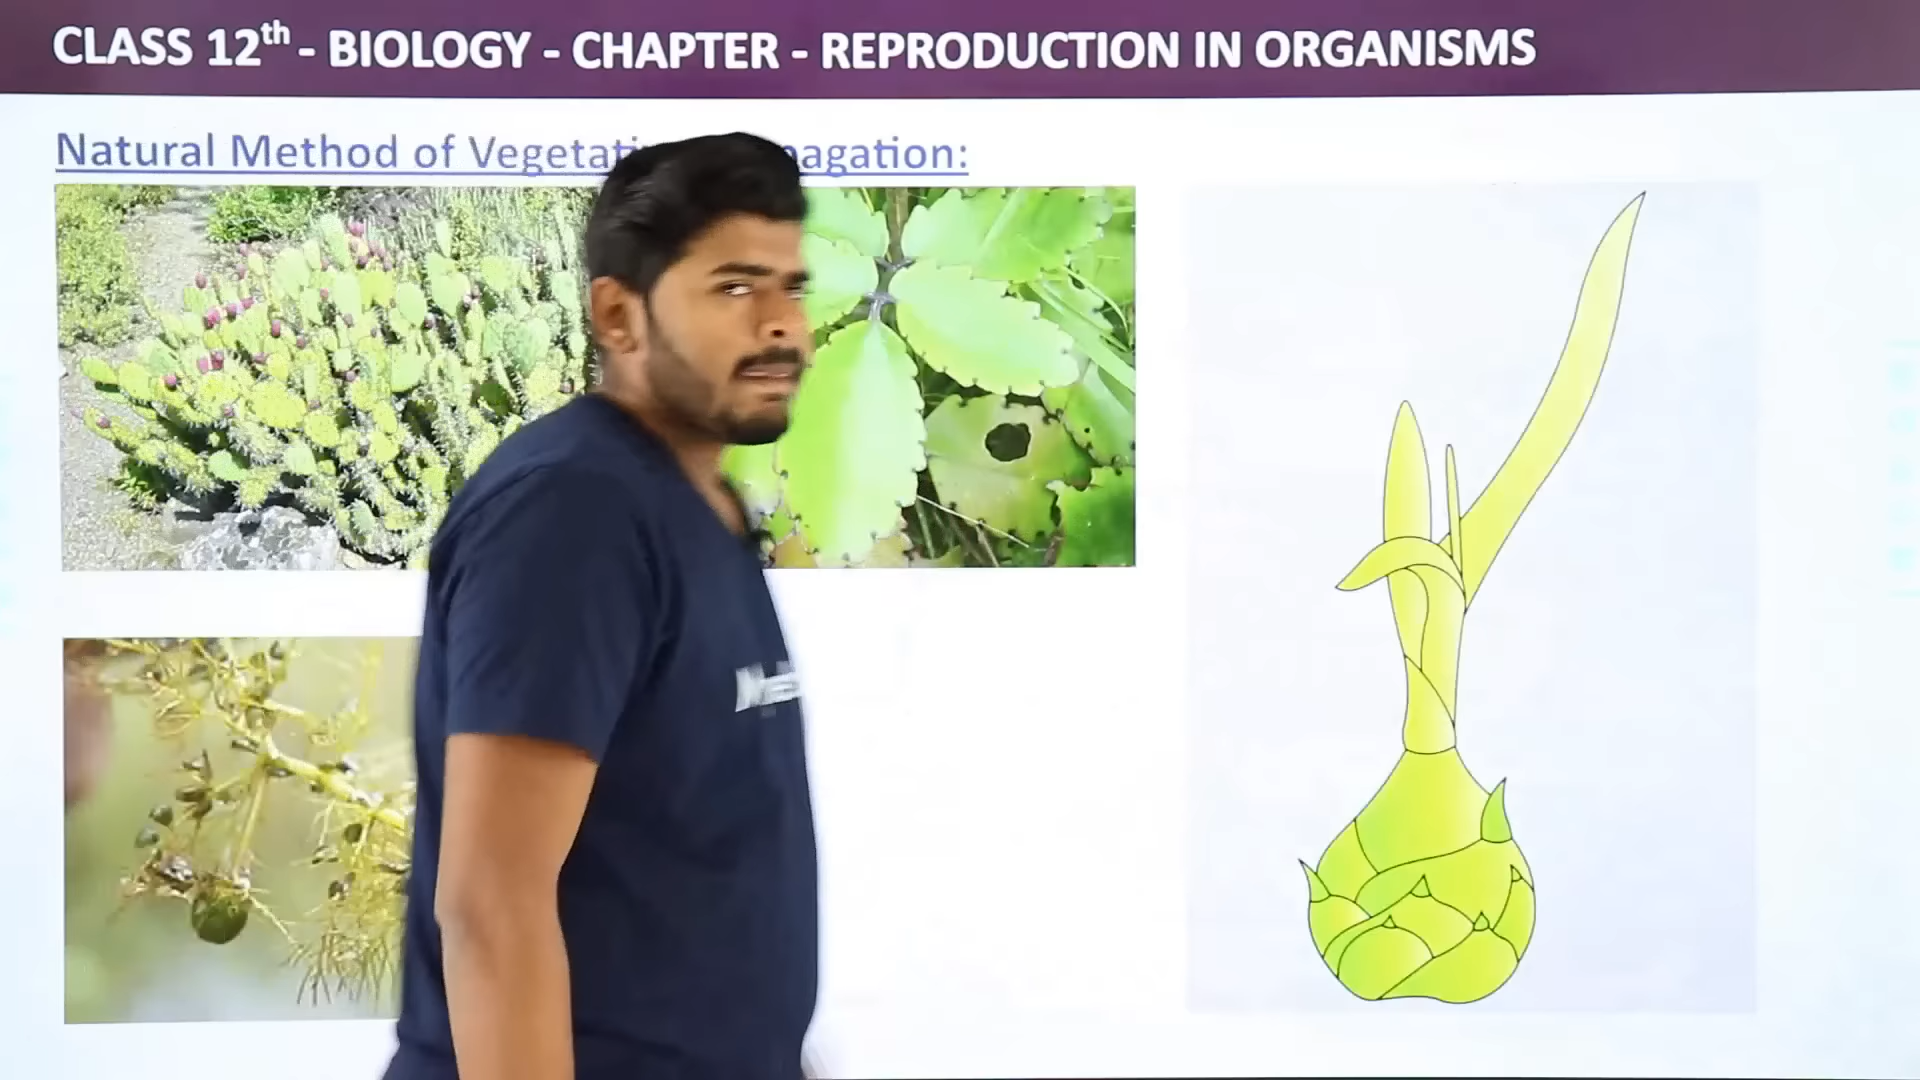 CLASS 12th - BIOLOGY - CHAPTER - REPRODUCTION IN ORGANISMS
Natural Method of Vegetati agation: